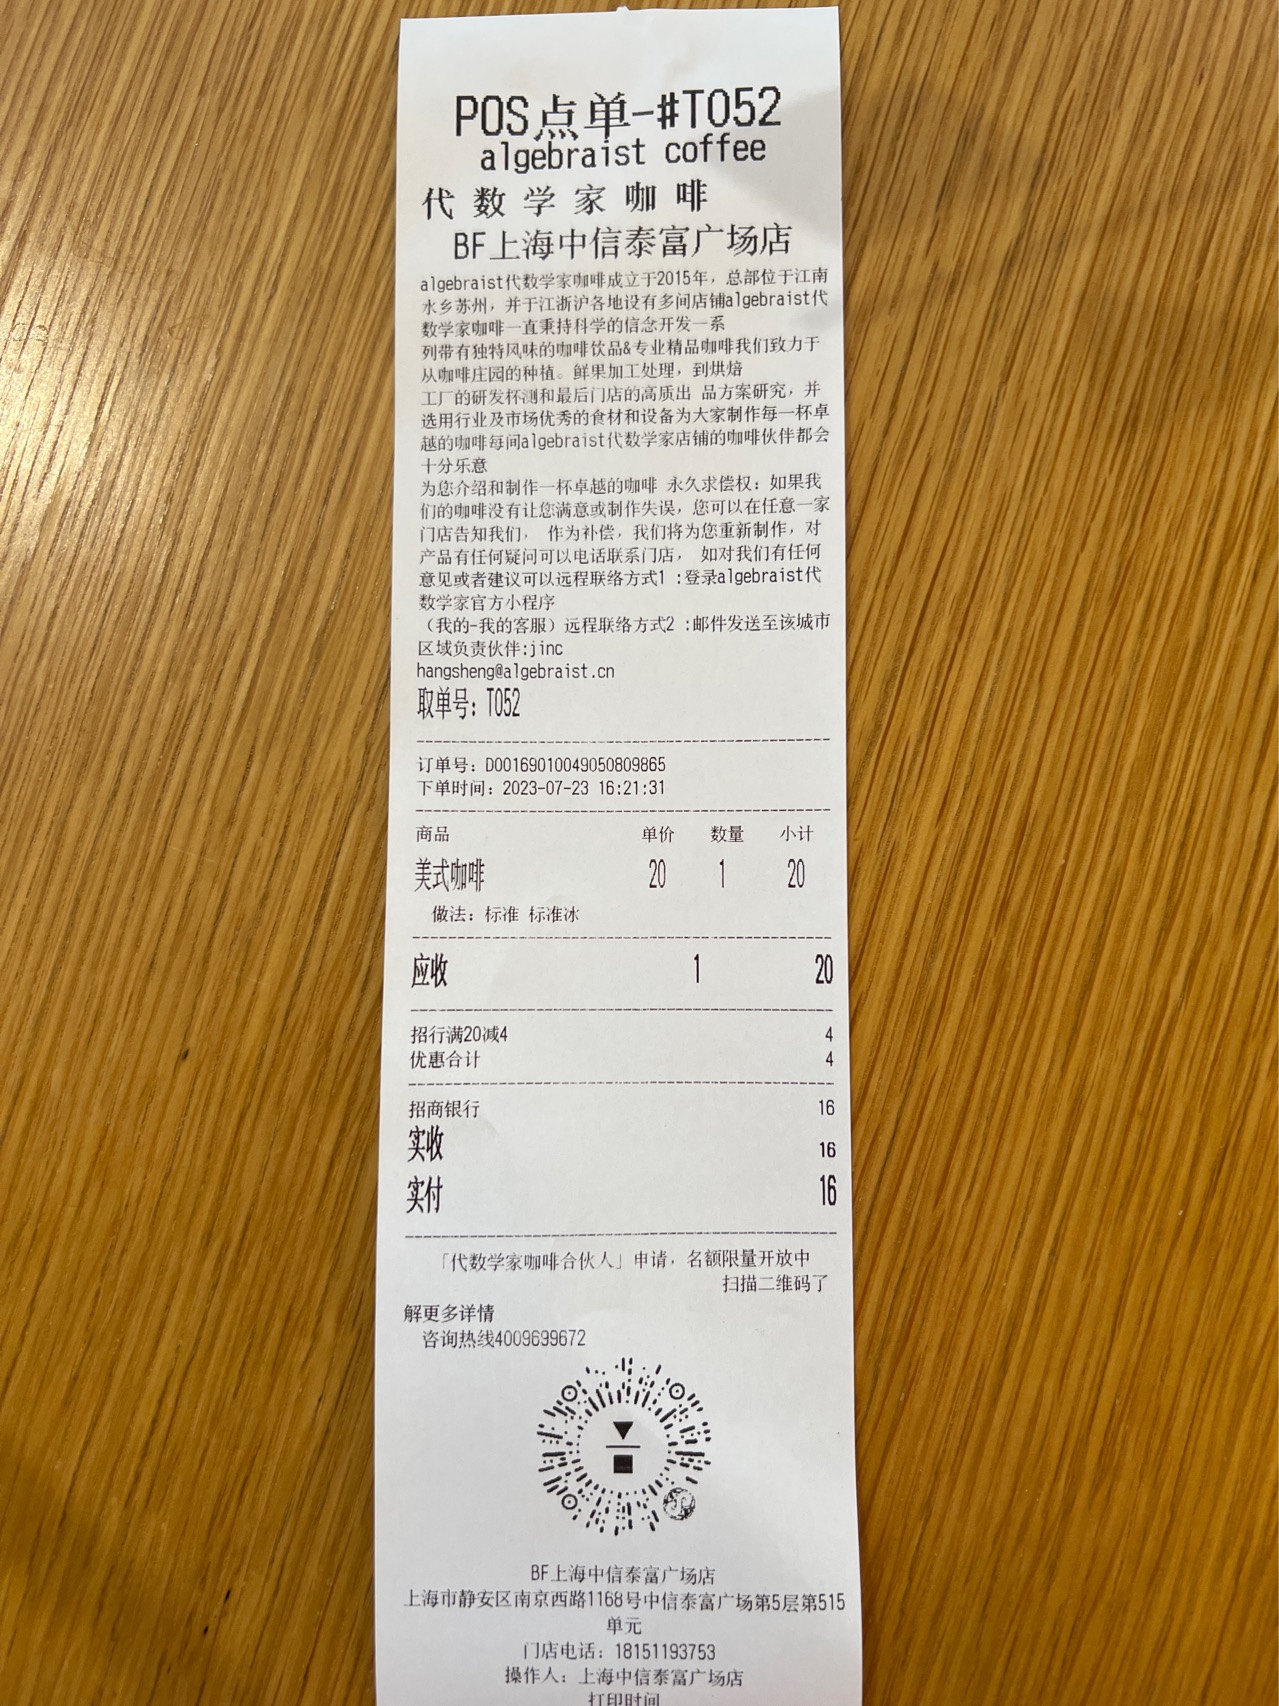 POS点单-#T052
algebraist coffee
代数学家咖啡
BF上海中信泰富广场店
algebraist代数学家咖啡成立于2015年，总部位于江南
水乡苏州，并于江浙沪各地设有多间店铺algebraist代
数学家咖啡一直秉持科学的信念开发一系
列带有独特风味的咖啡饮品&专业精品咖啡我们致力于
从咖啡庄园的种植。鲜果加工处理，到烘焙
工厂的研发杯测和最后门店的高质出 品方案研究，并
选用行业及市场优秀的食材和设备为大家制作每一杯卓
越的咖啡每间algebraist代数学家店铺的咖啡伙伴都会
十分乐意
为您介绍和制作一杯卓越的咖啡 永久求偿权：如果我
们的咖啡没有让您满意或制作失误，您可以在任意一家
门店告知我们， 作为补偿，我们将为您重新制作，对
产品有任何疑问可以电话联系门店， 如对我们有任何
意见或者建议可以远程联络方式1 :登录algebraist代
数学家官方小程序
（我的-我的客服）远程联络方式2 :邮件发送至该城市
区域负责伙伴:jinc
hangsheng@algebraist.cn
取单号：T052
订单号：D00169010049050809865
下单时间：2023-07-23 16:21:31
商品 单价 数量 小计
美式咖啡 20 1 20
做法：标准 标准冰
应收 1 20
招行满20减4 4
优惠合计 4
招商银行 16
实收 16
实付 16
「代数学家咖啡合伙人」申请，名额限量开放中
扫描二维码了
解更多详情
咨询热线4009699672
BF上海中信泰富广场店
上海市静安区南京西路1168号中信泰富广场第5层第515
单元
门店电话：18151193753
操作人：上海中信泰富广场店
打印时间